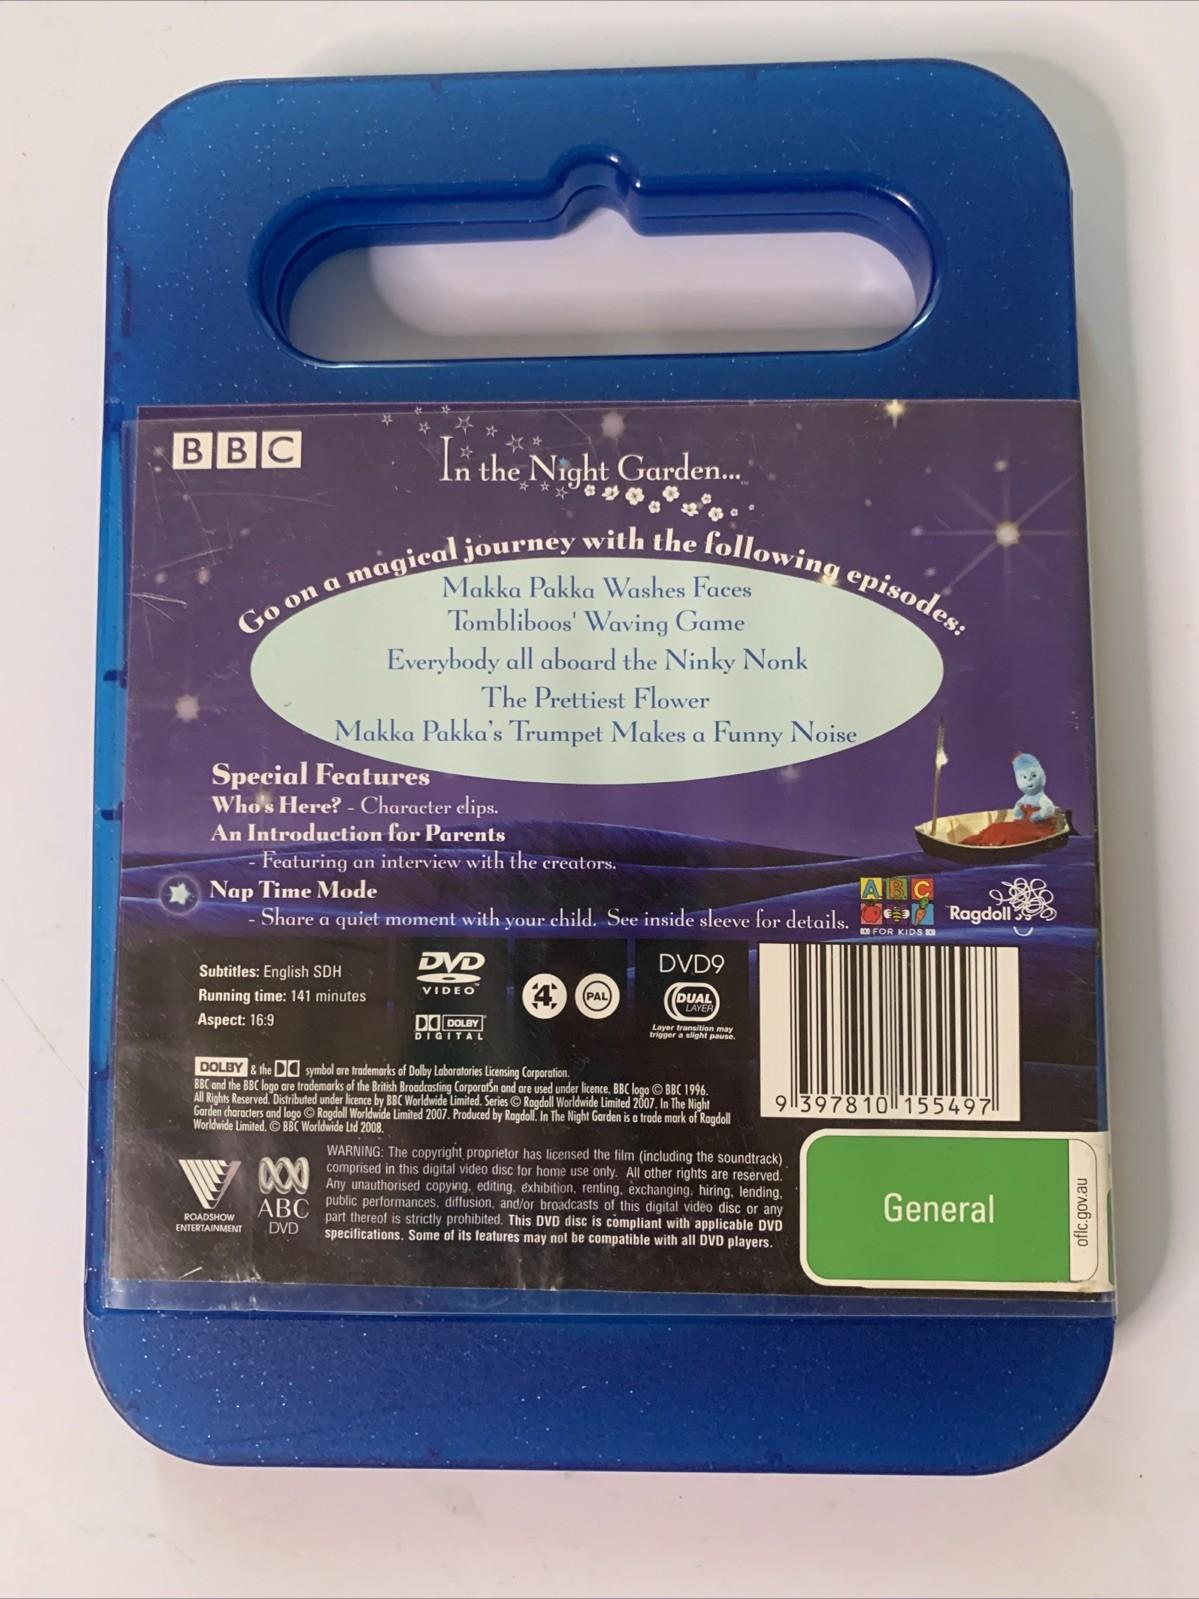 BBC
In the Night Garden...
Go on a magical journey with the following episodes:
Makka Pakka Washes Faces
Tombliboos' Waving Game
Everybody all aboard the Ninky Nonk
The Prettiest Flower
Makka Pakka's Trumpet Makes a Funny Noise
Special Features
Who's Here? - Character clips.
An Introduction for Parents
- Featuring an interview with the creators.
Nap Time Mode
- Share a quiet moment with your child. See inside sleeve for details.
ABC
FOR KIDS
Ragdoll
Subtitles: English SDH
Running time: 141 minutes
Aspect: 16:9
DVD
VIDEO
DOLBY
DIGITAL
4
PAL
DVD9
DUAL
LAYER
Layer transition may
trigger a slight pause.
9 397810 155497
DOLBY & the symbol are trademarks of Dolby Laboratories Licensing Corporation.
BBC and the BBC logo are trademarks of the British Broadcasting CorporatŠn and are used under licence. BBC logo © BBC 1996.
All Rights Reserved. Distributed under licence by BBC Worldwide Limited. Series © Ragdoll Worldwide Limited 2007. In The Night
Garden characters and logo © Ragdoll Worldwide Limited 2007. Produced by Ragdoll. In The Night Garden is a trade mark of Ragdoll
Worldwide Limited. © BBC Worldwide Ltd 2008.
ROADSHOW
ENTERTAINMENT
ABC
DVD
WARNING: The copyright proprietor has licensed the film (including the soundtrack)
comprised in this digital video disc for home use only. All other rights are reserved.
Any unauthorised copying, editing, exhibition, renting, exchanging, hiring, lending,
public performances, diffusion, and/or broadcasts of this digital video disc or any
part thereof is strictly prohibited. This DVD disc is compliant with applicable DVD
specifications. Some of its features may not be compatible with all DVD players.
General
oflc.gov.au